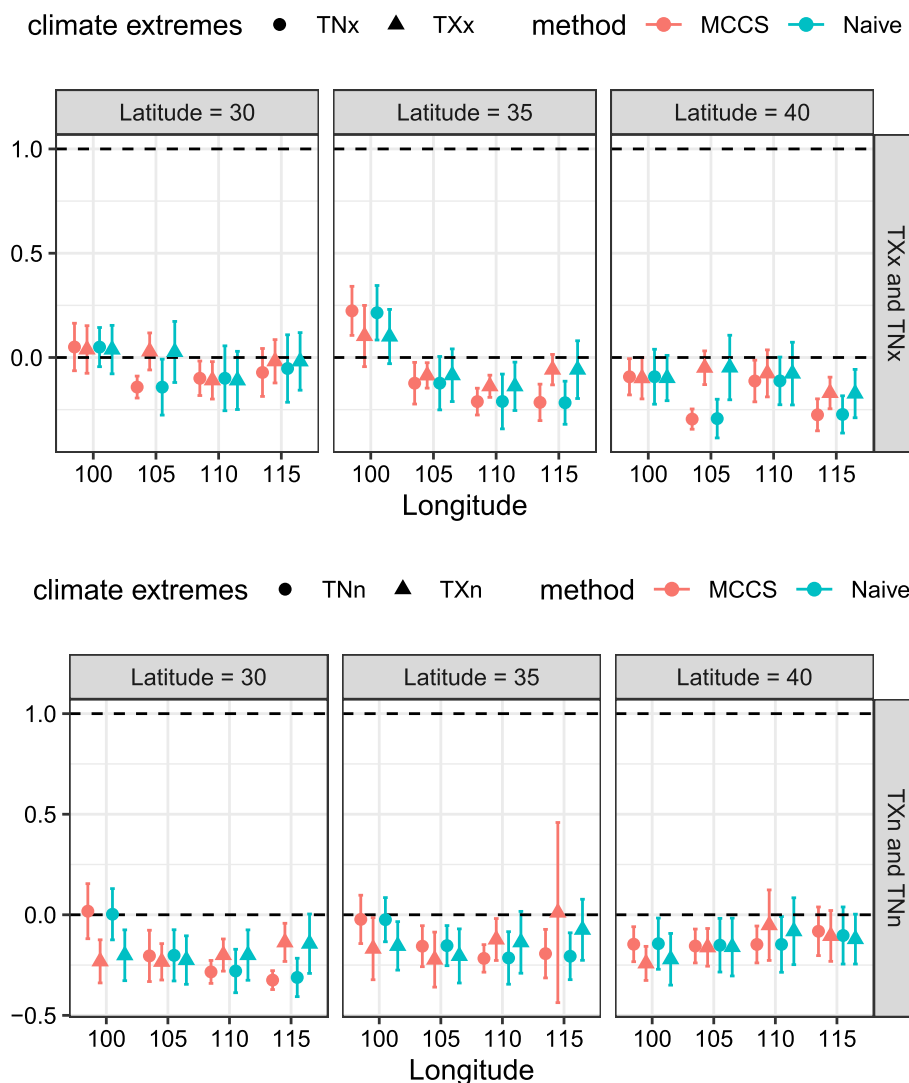 climate extremes TNx TXx method MCCS Naive
Latitude = 30 Latitude = 35 Latitude = 40
1.0
0.5
0.0
TXx and TNx
100 105 110 115 100 105 110 115 100 105 110 115
Longitude
climate extremes TNn TXn method MCCS Naive
Latitude = 30 Latitude = 35 Latitude = 40
1.0
0.5
0.0
−0.5
TXn and TNn
100 105 110 115 100 105 110 115 100 105 110 115
Longitude